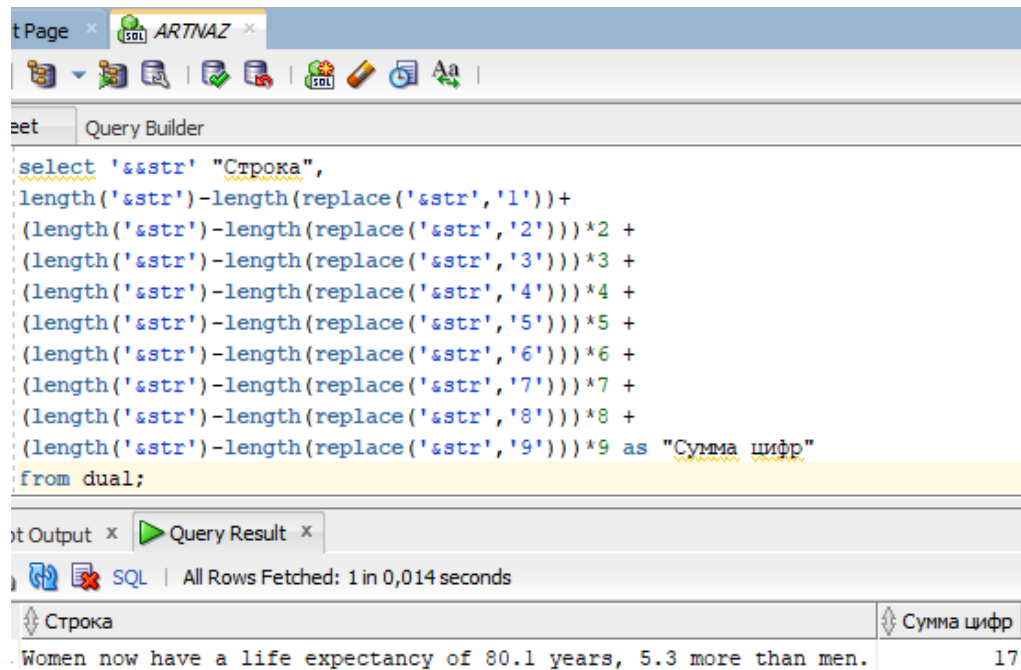 t Page × SQL ARTNAZ ×
SQL Aa
eet Query Builder
select '&&str' "Строка",
length('&str')-length(replace('&str','1'))+
(length('&str')-length(replace('&str','2')))*2 +
(length('&str')-length(replace('&str','3')))*3 +
(length('&str')-length(replace('&str','4')))*4 +
(length('&str')-length(replace('&str','5')))*5 +
(length('&str')-length(replace('&str','6')))*6 +
(length('&str')-length(replace('&str','7')))*7 +
(length('&str')-length(replace('&str','8')))*8 +
(length('&str')-length(replace('&str','9')))*9 as "Сумма цифр"
from dual;
ot Output x Query Result x
SQL | All Rows Fetched: 1 in 0,014 seconds
Строка Сумма цифр
Women now have a life expectancy of 80.1 years, 5.3 more than men. 17